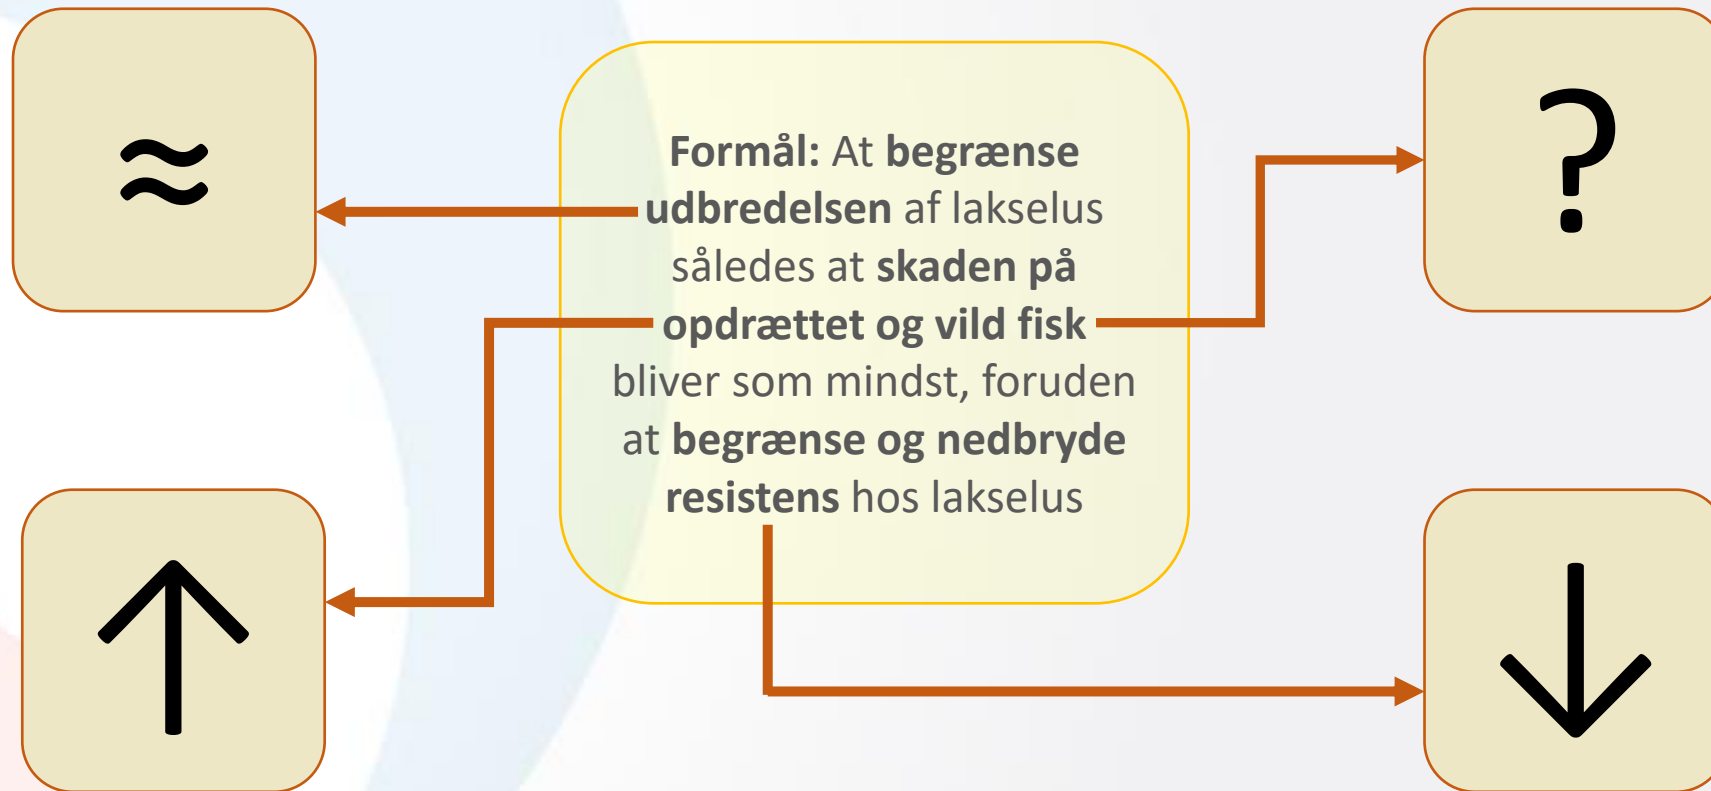 ≈
Formål: At begrænse
udbredelsen af lakselus
således at skaden på
opdrættet og vild fisk
bliver som mindst, foruden
at begrænse og nedbryde
resistens hos lakselus
?
↑
↓